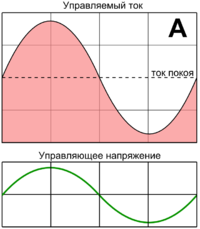 Управляемый ток
А
ток покоя
Управляющее напряжение